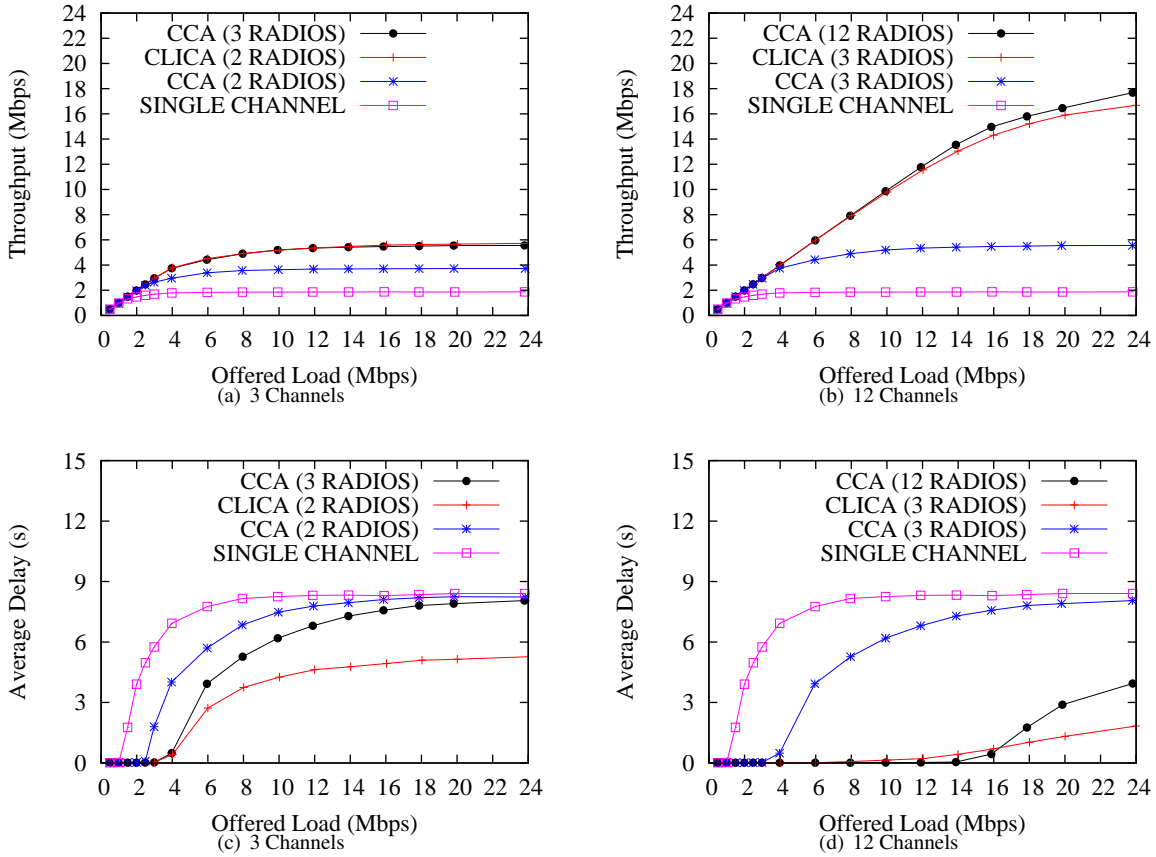 24
22
20
18
16
14
12
10
8
6
4
2
0
Throughput (Mbps)
CCA (3 RADIOS)
CLICA (2 RADIOS)
CCA (2 RADIOS)
SINGLE CHANNEL
0 2 4 6 8 10 12 14 16 18 20 22 24
Offered Load (Mbps)
(a) 3 Channels
24
22
20
18
16
14
12
10
8
6
4
2
0
Throughput (Mbps)
CCA (12 RADIOS)
CLICA (3 RADIOS)
CCA (3 RADIOS)
SINGLE CHANNEL
0 2 4 6 8 10 12 14 16 18 20 22 24
Offered Load (Mbps)
(b) 12 Channels
15
12
9
6
3
0
Average Delay (s)
CCA (3 RADIOS)
CLICA (2 RADIOS)
CCA (2 RADIOS)
SINGLE CHANNEL
0 2 4 6 8 10 12 14 16 18 20 22 24
Offered Load (Mbps)
(c) 3 Channels
15
12
9
6
3
0
Average Delay (s)
CCA (12 RADIOS)
CLICA (3 RADIOS)
CCA (3 RADIOS)
SINGLE CHANNEL
0 2 4 6 8 10 12 14 16 18 20 22 24
Offered Load (Mbps)
(d) 12 Channels